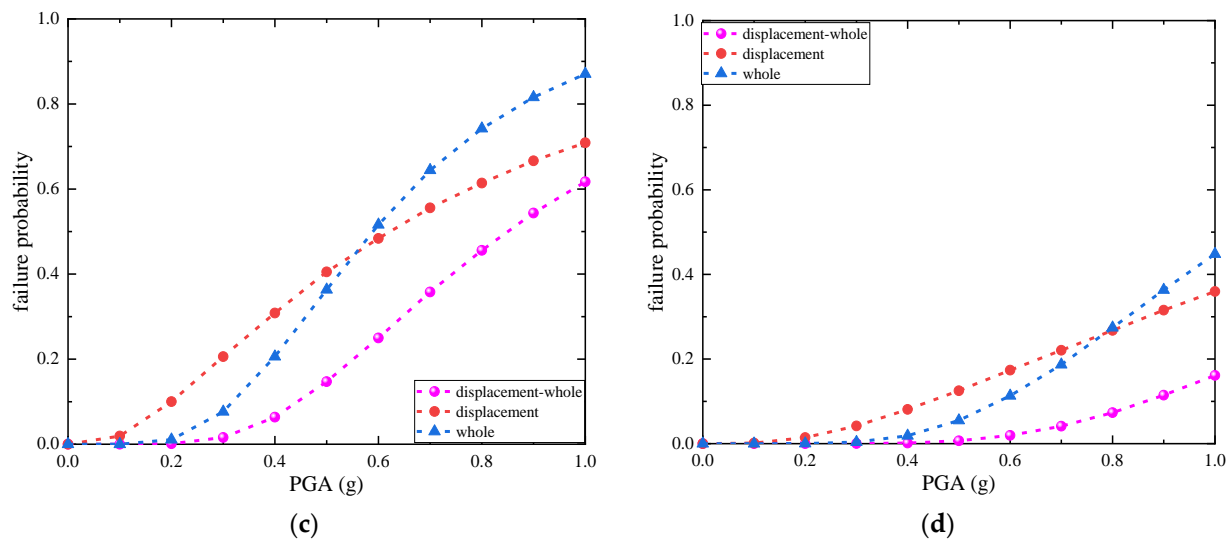 1.0
0.8
0.6
0.4
0.2
0.0
failure probability
displacement-whole
displacement
whole
0.0 0.2 0.4 0.6 0.8 1.0
PGA (g)
(c)
1.0
0.8
0.6
0.4
0.2
0.0
failure probability
displacement-whole
displacement
whole
0.0 0.2 0.4 0.6 0.8 1.0
PGA (g)
(d)